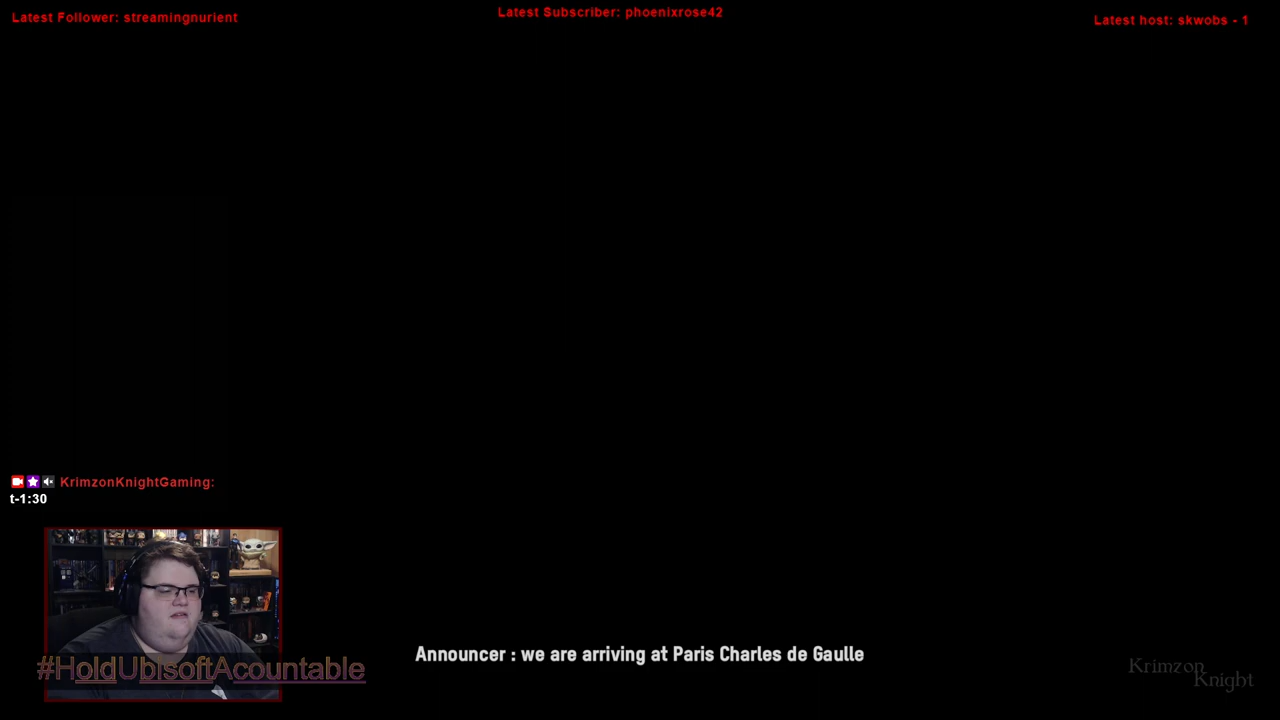 Latest Follower: streamingnurient
Latest Subscriber: phoenixrose42
Latest host: skwobs - 1
KrimzonKnightGaming:
t-1:30
#HoldUbisoftAcountable
Announcer : we are arriving at Paris Charles de Gaulle
Krimzon
Knight